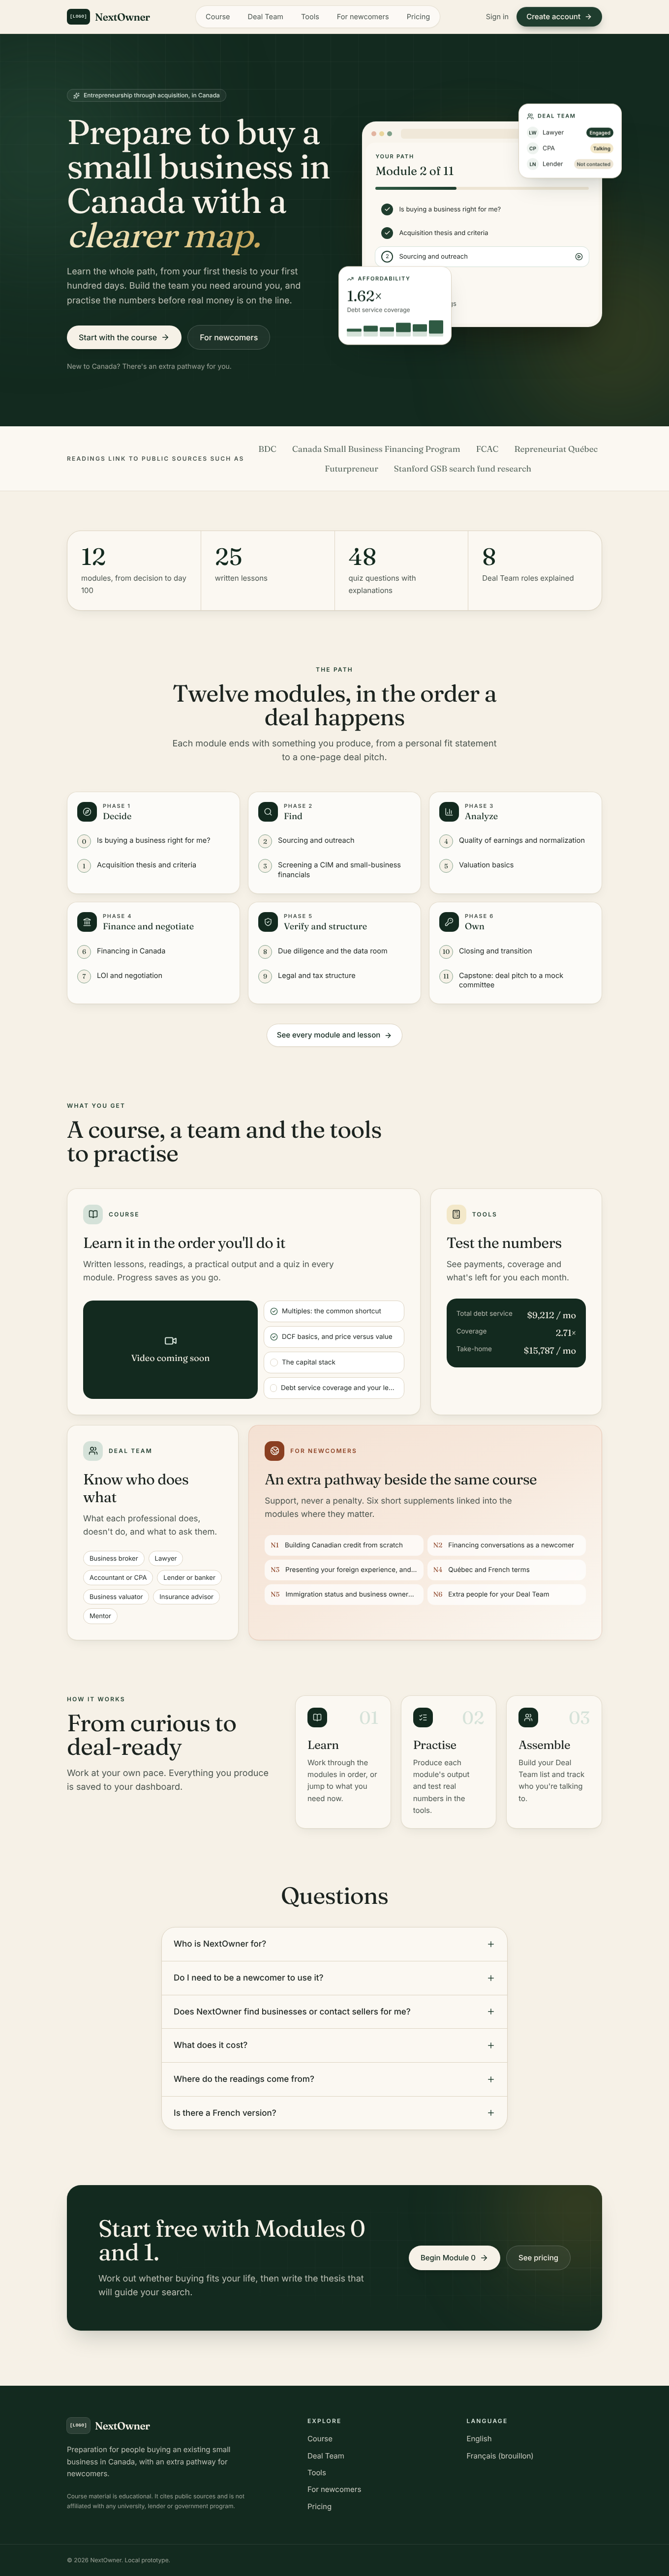 [LOGO] NextOwner
Course Deal Team Tools For newcomers Pricing
Sign in
Create account
Entrepreneurship through acquisition, in Canada
Prepare to buy a
small business in
Canada with a
clearer map.
Learn the whole path, from your first thesis to your first
hundred days. Build the team you need around you, and
practise the numbers before real money is on the line.
Start with the course
For newcomers
New to Canada? There's an extra pathway for you.
DEAL TEAM
LW Lawyer Engaged
CP CPA Talking
LN Lender Not contacted
YOUR PATH
Module 2 of 11
Is buying a business right for me?
Acquisition thesis and criteria
2 Sourcing and outreach
AFFORDABILITY
1.62×
Debt service coverage
READINGS LINK TO PUBLIC SOURCES SUCH AS
BDC Canada Small Business Financing Program FCAC Repreneuriat Québec
Futurpreneur Stanford GSB search fund research
12
modules, from decision to day
100
25
written lessons
48
quiz questions with
explanations
8
Deal Team roles explained
THE PATH
Twelve modules, in the order a
deal happens
Each module ends with something you produce, from a personal fit statement
to a one-page deal pitch.
PHASE 1
Decide
0 Is buying a business right for me?
1 Acquisition thesis and criteria
PHASE 2
Find
2 Sourcing and outreach
3 Screening a CIM and small-business
financials
PHASE 3
Analyze
4 Quality of earnings and normalization
5 Valuation basics
PHASE 4
Finance and negotiate
6 Financing in Canada
7 LOI and negotiation
PHASE 5
Verify and structure
8 Due diligence and the data room
9 Legal and tax structure
PHASE 6
Own
10 Closing and transition
11 Capstone: deal pitch to a mock
committee
See every module and lesson
WHAT YOU GET
A course, a team and the tools
to practise
COURSE
Learn it in the order you'll do it
Written lessons, readings, a practical output and a quiz in every
module. Progress saves as you go.
Video coming soon
Multiples: the common shortcut
DCF basics, and price versus value
The capital stack
Debt service coverage and your le...
TOOLS
Test the numbers
See payments, coverage and
what's left for you each month.
Total debt service $9,212 / mo
Coverage 2.71×
Take-home $15,787 / mo
DEAL TEAM
Know who does
what
What each professional does,
doesn't do, and what to ask them.
Business broker Lawyer
Accountant or CPA Lender or banker
Business valuator Insurance advisor
Mentor
FOR NEWCOMERS
An extra pathway beside the same course
Support, never a penalty. Six short supplements linked into the
modules where they matter.
N1 Building Canadian credit from scratch
N2 Financing conversations as a newcomer
N3 Presenting your foreign experience, and...
N4 Québec and French terms
N5 Immigration status and business owner...
N6 Extra people for your Deal Team
HOW IT WORKS
From curious to
deal-ready
Work at your own pace. Everything you produce
is saved to your dashboard.
01
Learn
Work through the
modules in order, or
jump to what you
need now.
02
Practise
Produce each
module's output
and test real
numbers in the
tools.
03
Assemble
Build your Deal
Team list and track
who you're talking
to.
Questions
Who is NextOwner for?
Do I need to be a newcomer to use it?
Does NextOwner find businesses or contact sellers for me?
What does it cost?
Where do the readings come from?
Is there a French version?
Start free with Modules 0
and 1.
Work out whether buying fits your life, then write the thesis that
will guide your search.
Begin Module 0
See pricing
[LOGO] NextOwner
Preparation for people buying an existing small
business in Canada, with an extra pathway for
newcomers.
Course material is educational. It cites public sources and is not
affiliated with any university, lender or government program.
EXPLORE
Course
Deal Team
Tools
For newcomers
Pricing
LANGUAGE
English
Français (brouillon)
© 2026 NextOwner. Local prototype.